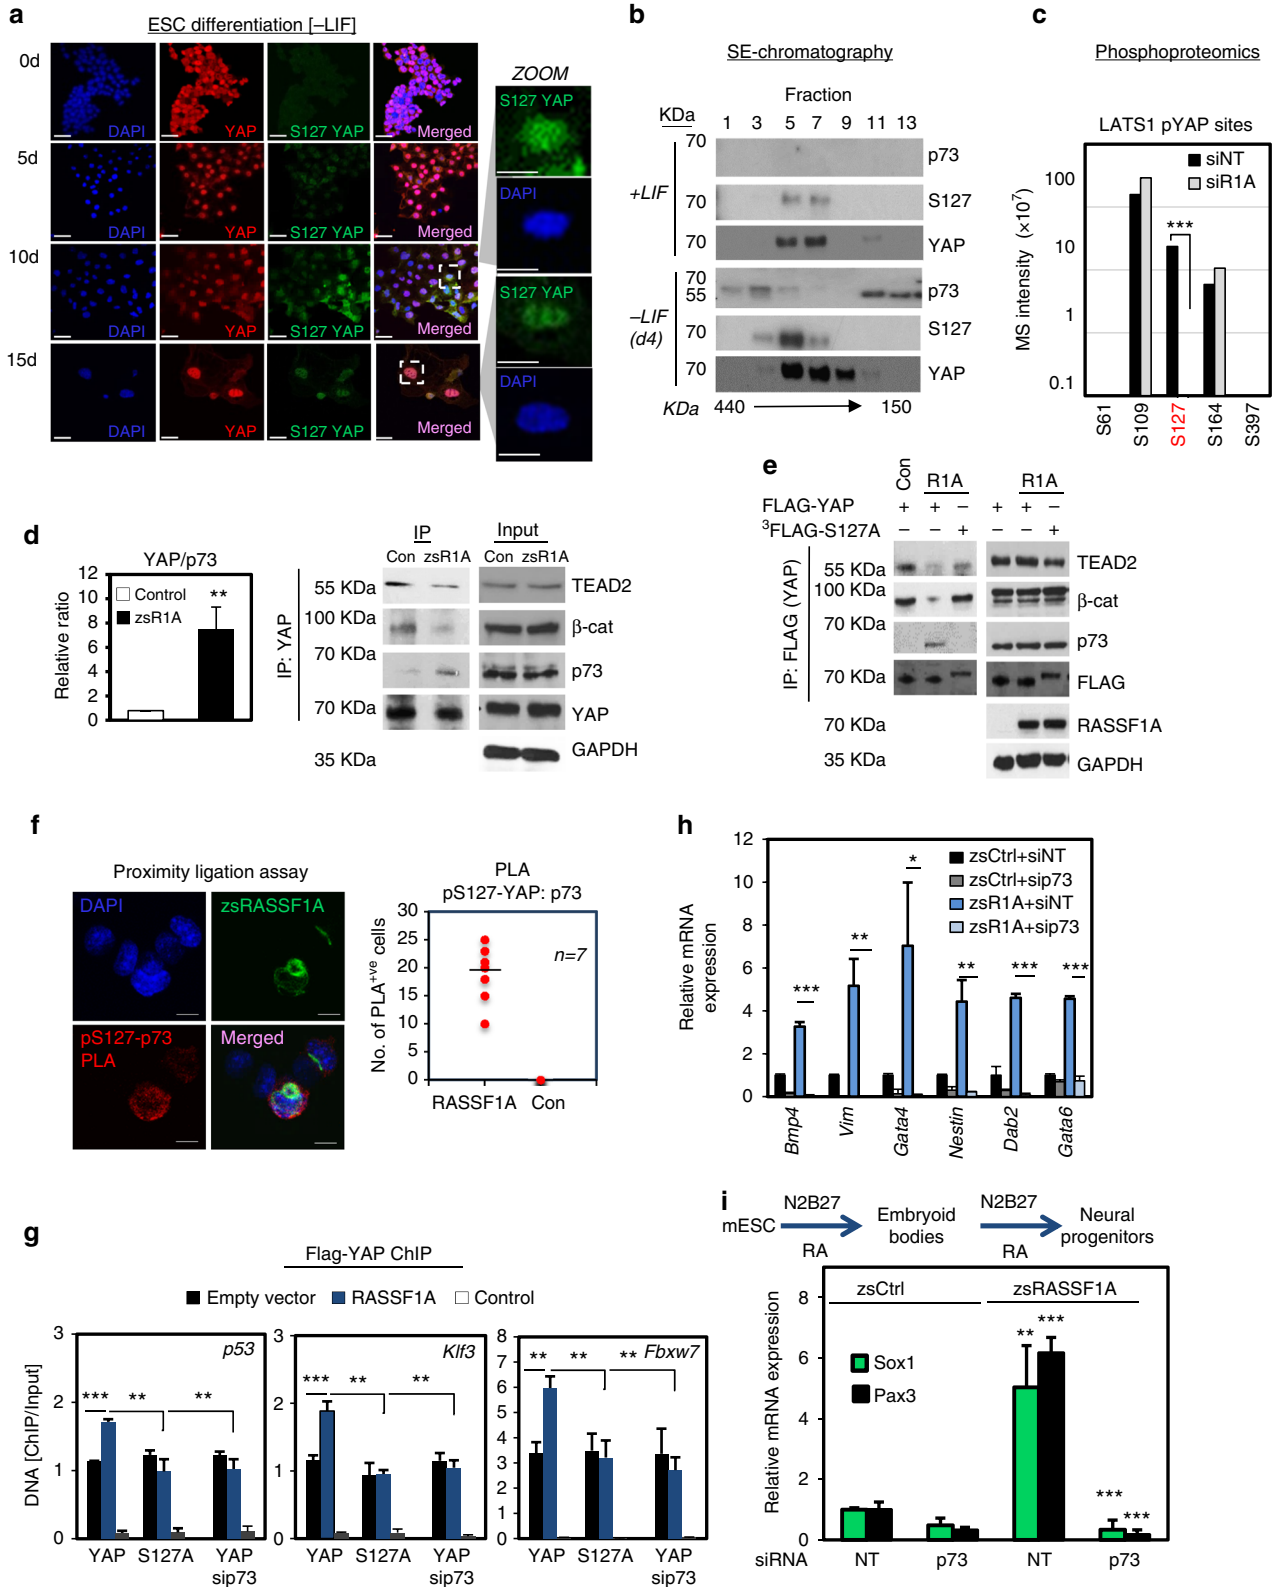 a
ESC differentiation [–LIF]
0d
DAPI
YAP
S127 YAP
Merged
5d
DAPI
YAP
S127 YAP
Merged
10d
DAPI
YAP
S127 YAP
Merged
15d
DAPI
YAP
S127 YAP
Merged
ZOOM
S127 YAP
DAPI
S127 YAP
DAPI
b
SE-chromatography
Fraction
KDa
1 3 5 7 9 11 13
+LIF
70
p73
70
S127
70
YAP
–LIF
(d4)
70
55
p73
70
S127
70
YAP
KDa 440 150
c
Phosphoproteomics
LATS1 pYAP sites
MS intensity (×10⁷)
100
10
1
0.1
siNT
siR1A
***
S61
S109
S127
S164
S397
d
YAP/p73
Relative ratio
12
10
8
6
4
2
0
Control
zsR1A
**
IP
Input
Con zsR1A
Con zsR1A
IP: YAP
55 KDa
TEAD2
100 KDa
β-cat
70 KDa
p73
70 KDa
YAP
35 KDa
GAPDH
e
Con
R1A
R1A
FLAG-YAP
+ + –
+ + –
³FLAG-S127A
– – +
– – +
IP: FLAG (YAP)
55 KDa
TEAD2
100 KDa
β-cat
70 KDa
p73
70 KDa
FLAG
70 KDa
RASSF1A
35 KDa
GAPDH
f
Proximity ligation assay
DAPI
zsRASSF1A
pS127-p73
PLA
Merged
PLA
pS127-YAP: p73
No. of PLA⁺ᵛᵉ cells
30
25
20
15
10
5
0
n=7
RASSF1A Con
h
Relative mRNA
expression
12
10
8
6
4
2
0
zsCtrl+siNT
zsCtrl+sip73
zsR1A+siNT
zsR1A+sip73
***
**
*
**
***
***
Bmp4
Vim
Gata4
Nestin
Dab2
Gata6
g
Flag-YAP ChIP
Empty vector
RASSF1A
Control
DNA [ChIP/Input]
3
2
1
0
p53
*** ** **
YAP S127A YAP
sip73
3
2
1
0
Klf3
*** ** **
YAP S127A YAP
sip73
8
7
6
5
4
3
2
1
0
Fbxw7
** ** **
YAP S127A YAP
sip73
i
mESC
N2B27
RA
Embryoid
bodies
N2B27
RA
Neural
progenitors
Relative mRNA expression
8
6
4
2
0
zsCtrl
zsRASSF1A
Sox1
Pax3
**
***
***
***
siRNA NT p73 NT p73